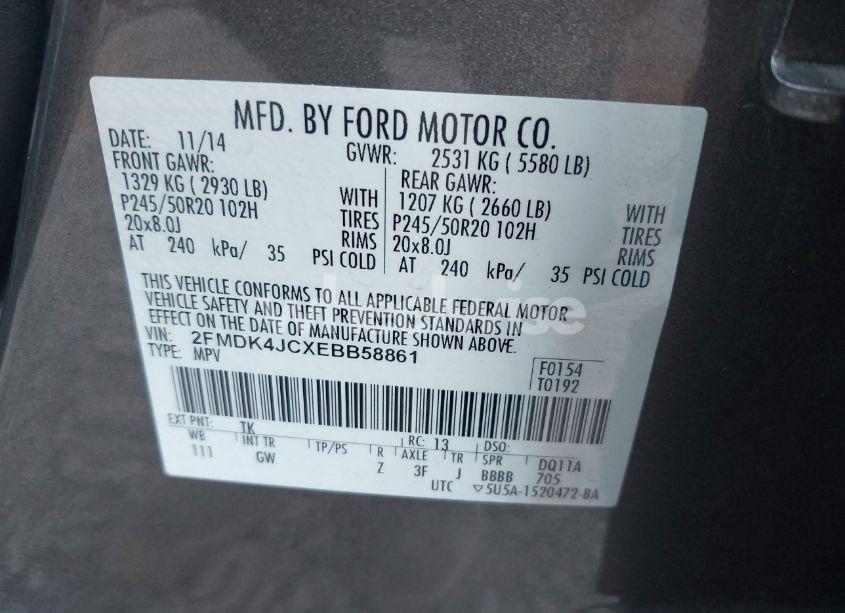 MFD. BY FORD MOTOR CO.
DATE: 11/14 GVWR: 2531 KG ( 5580 LB)
FRONT GAWR: REAR GAWR:
1329 KG ( 2930 LB) WITH 1207 KG ( 2660 LB) WITH
P245/50R20 102H TIRES P245/50R20 102H TIRES
20x8.0J RIMS 20x8.0J RIMS
AT 240 kPa/ 35 PSI COLD AT 240 kPa/ 35 PSI COLD
THIS VEHICLE CONFORMS TO ALL APPLICABLE FEDERAL MOTOR
VEHICLE SAFETY AND THEFT PREVENTION STANDARDS IN
EFFECT ON THE DATE OF MANUFACTURE SHOWN ABOVE.
VIN: 2FMDK4JCXEBB58861
TYPE: MPV
F0154
T0192
EXT PNT: TK RC: 13 DSO:
WB INT TR TP/PS R AXLE TR SPR DQ11A
111 GW Z 3F J BBBB 705
UTC ▽5U5A-1520472-BA